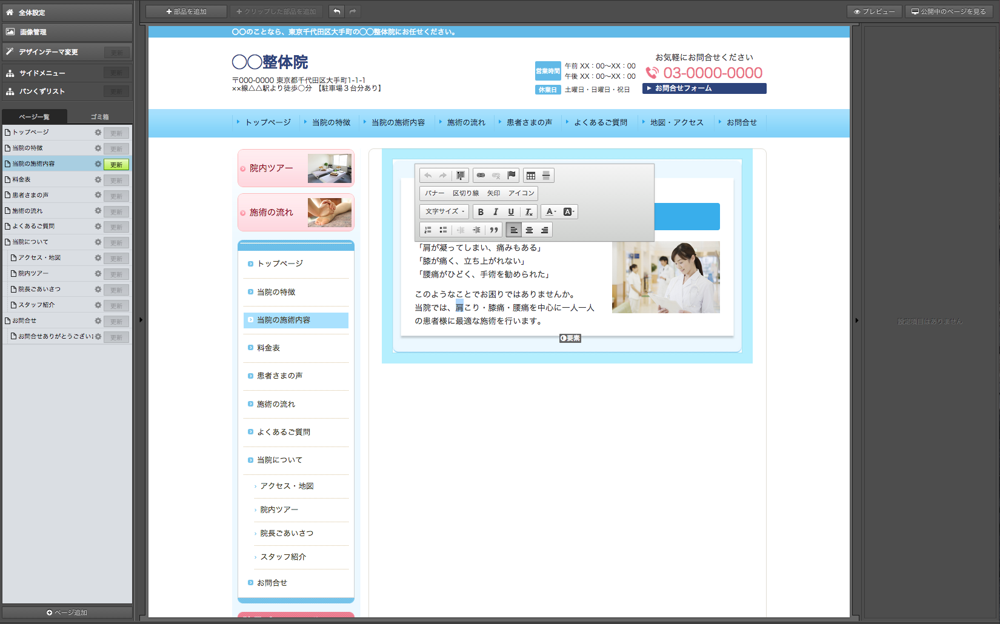 全体設定
画像管理
デザインテーマ変更 更新
サイドメニュー 更新
パンくずリスト 更新
ページ一覧 ゴミ箱
トップページ 更新
当院の特徴 更新
当院の施術内容 更新
料金表 更新
患者さまの声 更新
施術の流れ 更新
よくあるご質問 更新
当院について 更新
アクセス・地図 更新
院内ツアー 更新
院長ごあいさつ 更新
スタッフ紹介 更新
お問合せ 更新
お問合せありがとうござい 更新
ページ追加
部品を追加 クリップした部品を追加
プレビュー 公開中のページを見る
〇〇のことなら、東京千代田区大手町の〇〇整体院にお任せください。
〇〇整体院
〒000-0000 東京都千代田区大手町1-1-1
××線△△駅より徒歩〇分 【駐車場３台分あり】
営業時間
午前 XX：00〜XX：00
午後 XX：00〜XX：00
休業日 土曜日・日曜日・祝日
お気軽にお問合せください
03-0000-0000
お問合せフォーム
トップページ 当院の特徴 当院の施術内容 施術の流れ 患者さまの声 よくあるご質問 地図・アクセス お問合せ
院内ツアー
施術の流れ
トップページ
当院の特徴
当院の施術内容
料金表
患者さまの声
施術の流れ
よくあるご質問
当院について
アクセス・地図
院内ツアー
院長ごあいさつ
スタッフ紹介
お問合せ
バナー 区切り線 矢印 アイコン
文字サイズ B I U Tx A A
「肩が凝ってしまい、痛みもある」
「膝が痛く、立ち上がれない」
「腰痛がひどく、手術を勧められた」
このようなことでお困りではありませんか。
当院では、肩こり・膝痛・腰痛を中心に一人一人
の患者様に最適な施術を行います。
要素
設定項目はありません